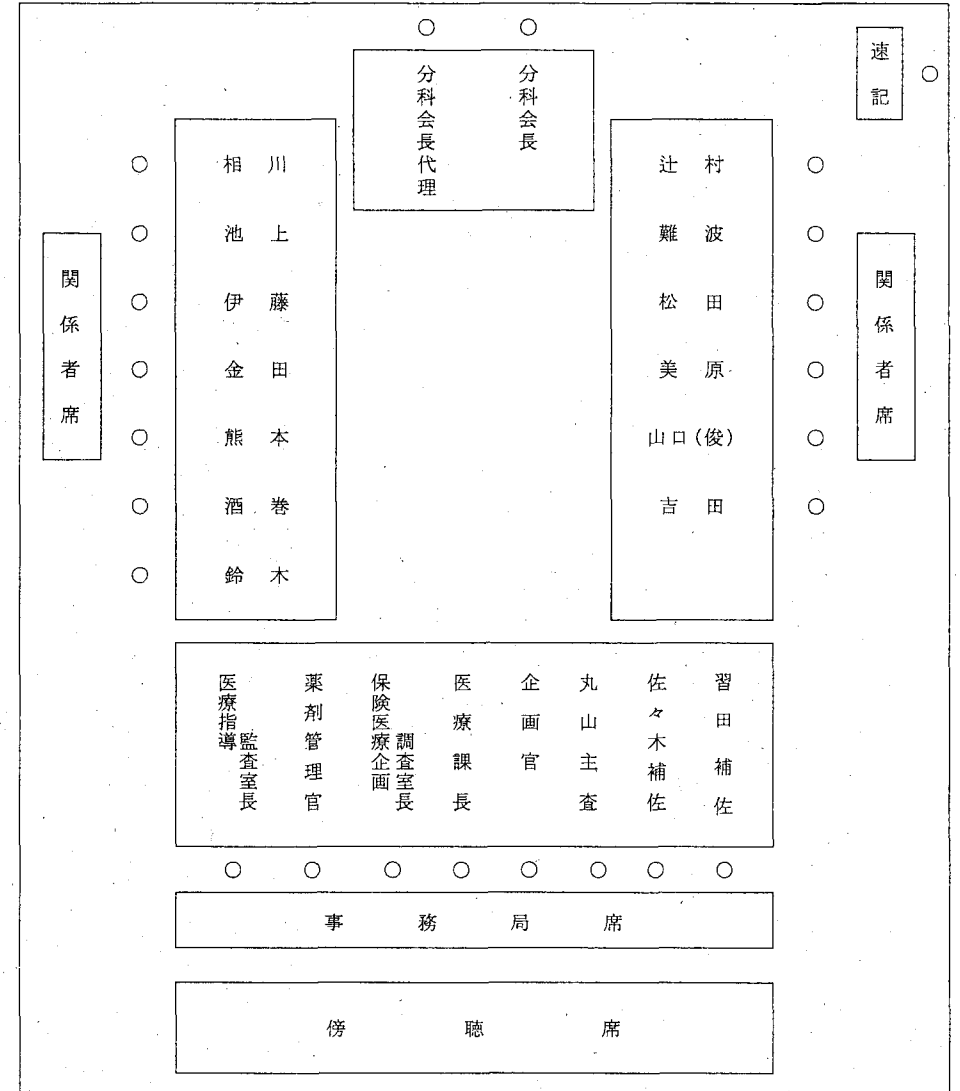 分科会長代理
分科会長
速記
相川
池上
伊藤
金田
熊本
酒巻
鈴木
辻村
難波
松田
美原
山口(俊)
吉田
関係者席
関係者席
医療指導
監査室長
薬剤管理官
保険医療企画
調査室長
医療課長
企画官
丸山主査
佐々木補佐
習田補佐
事務局席
傍聴席